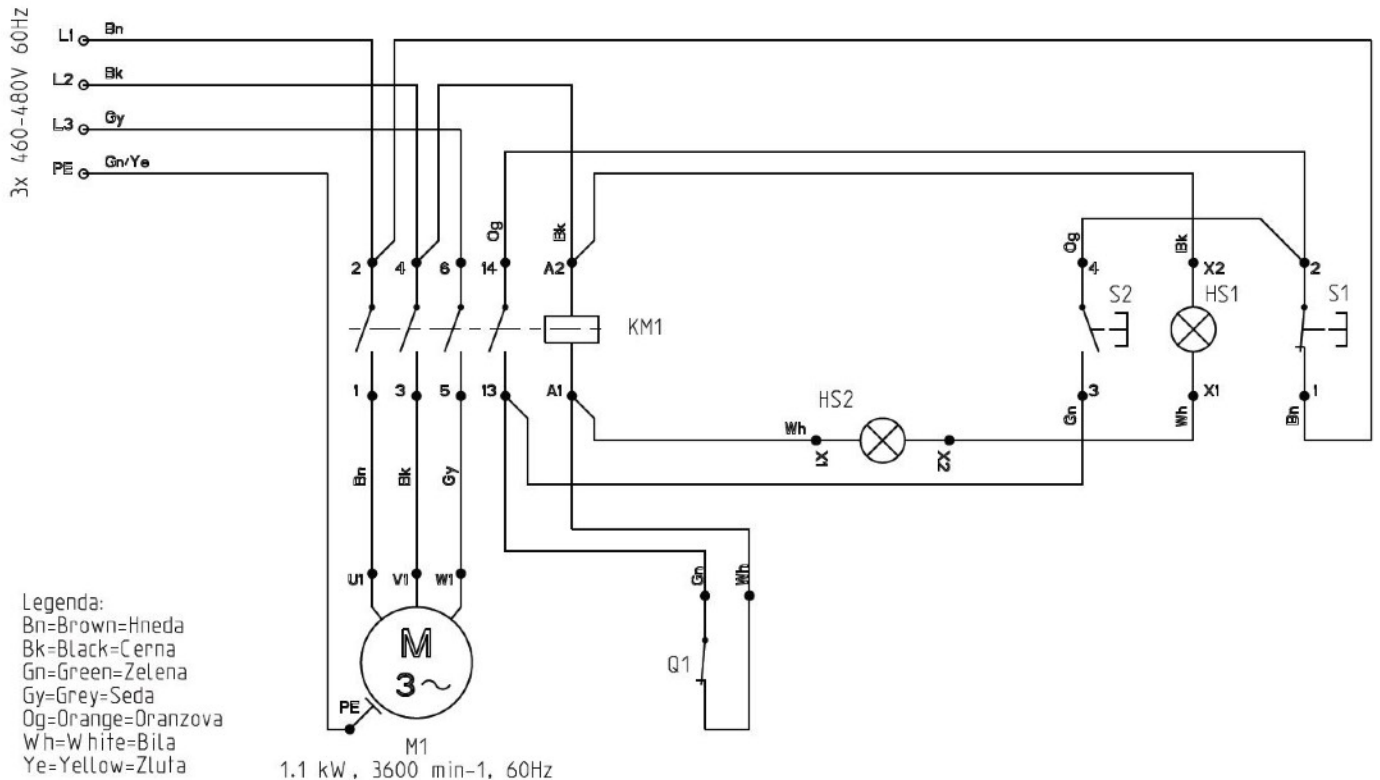 3x 460-480V 60Hz
L1 Bn
L2 Bk
L3 Gy
PE Gn/Ye
Og Bk Og Bk
2 4 6 14 A2 4 X2 2
S2 HS1 S1
KM1
1 3 5 13 A1 3 X1 1
HS2
Wh Gn Wh Bn
X1 X2
Bn Bk Gy
U1 V1 W1 Gn Wh
M
3~
Q1
PE
M1
1.1 kW, 3600 min-1, 60Hz
Legenda:
Bn=Brown=Hneda
Bk=Black=Cerna
Gn=Green=Zelena
Gy=Grey=Seda
Og=Orange=Oranzova
Wh=White=Bila
Ye=Yellow=Zluta